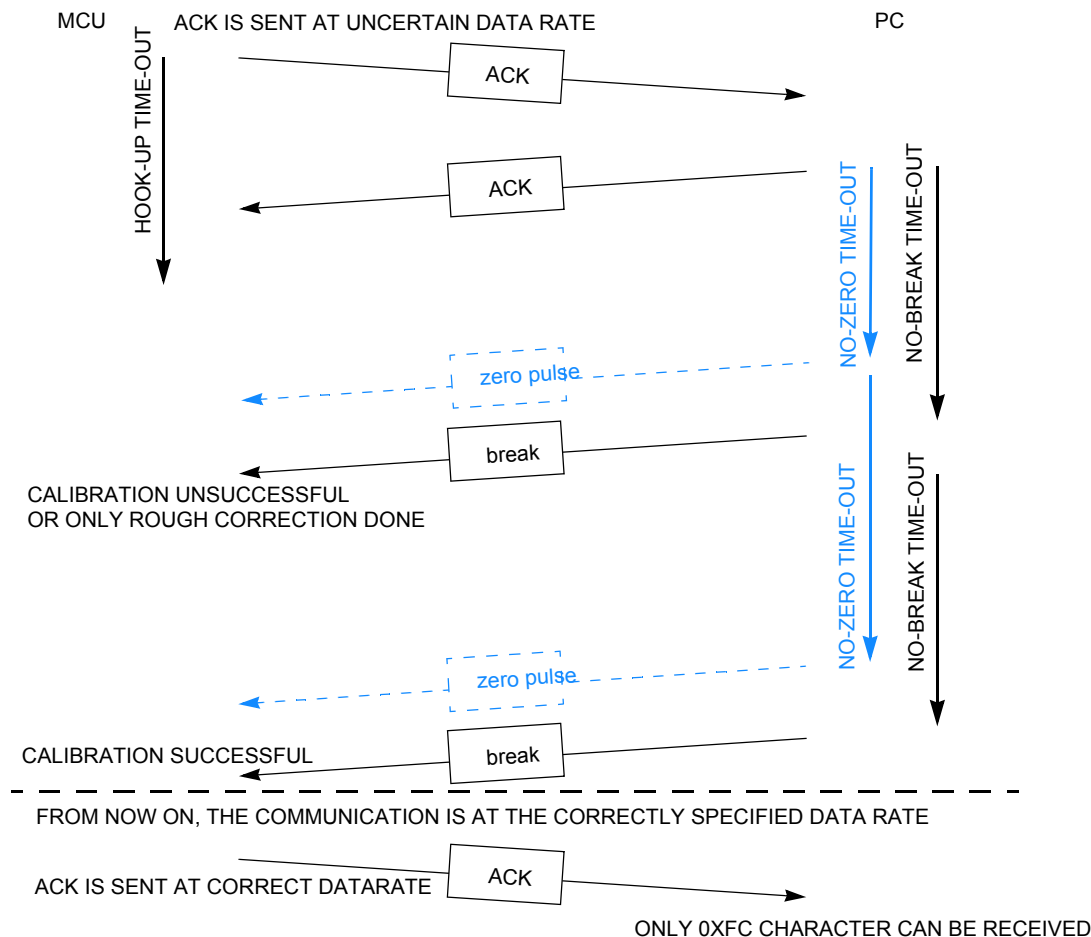 MCU
ACK IS SENT AT UNCERTAIN DATA RATE
PC
ACK
HOOK-UP TIME-OUT
ACK
NO-ZERO TIME-OUT
NO-BREAK TIME-OUT
zero pulse
break
CALIBRATION UNSUCCESSFUL
OR ONLY ROUGH CORRECTION DONE
NO-ZERO TIME-OUT
NO-BREAK TIME-OUT
zero pulse
CALIBRATION SUCCESSFUL
break
FROM NOW ON, THE COMMUNICATION IS AT THE CORRECTLY SPECIFIED DATA RATE
ACK IS SENT AT CORRECT DATARATE
ACK
ONLY 0XFC CHARACTER CAN BE RECEIVED